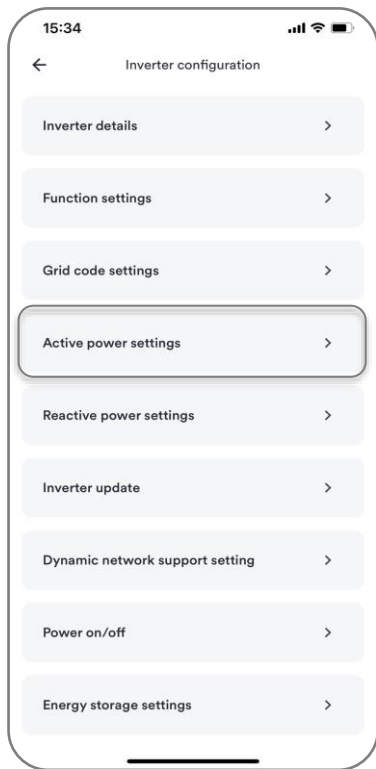 15:34
Inverter configuration
Inverter details
Function settings
Grid code settings
Active power settings
Reactive power settings
Inverter update
Dynamic network support setting
Power on/off
Energy storage settings